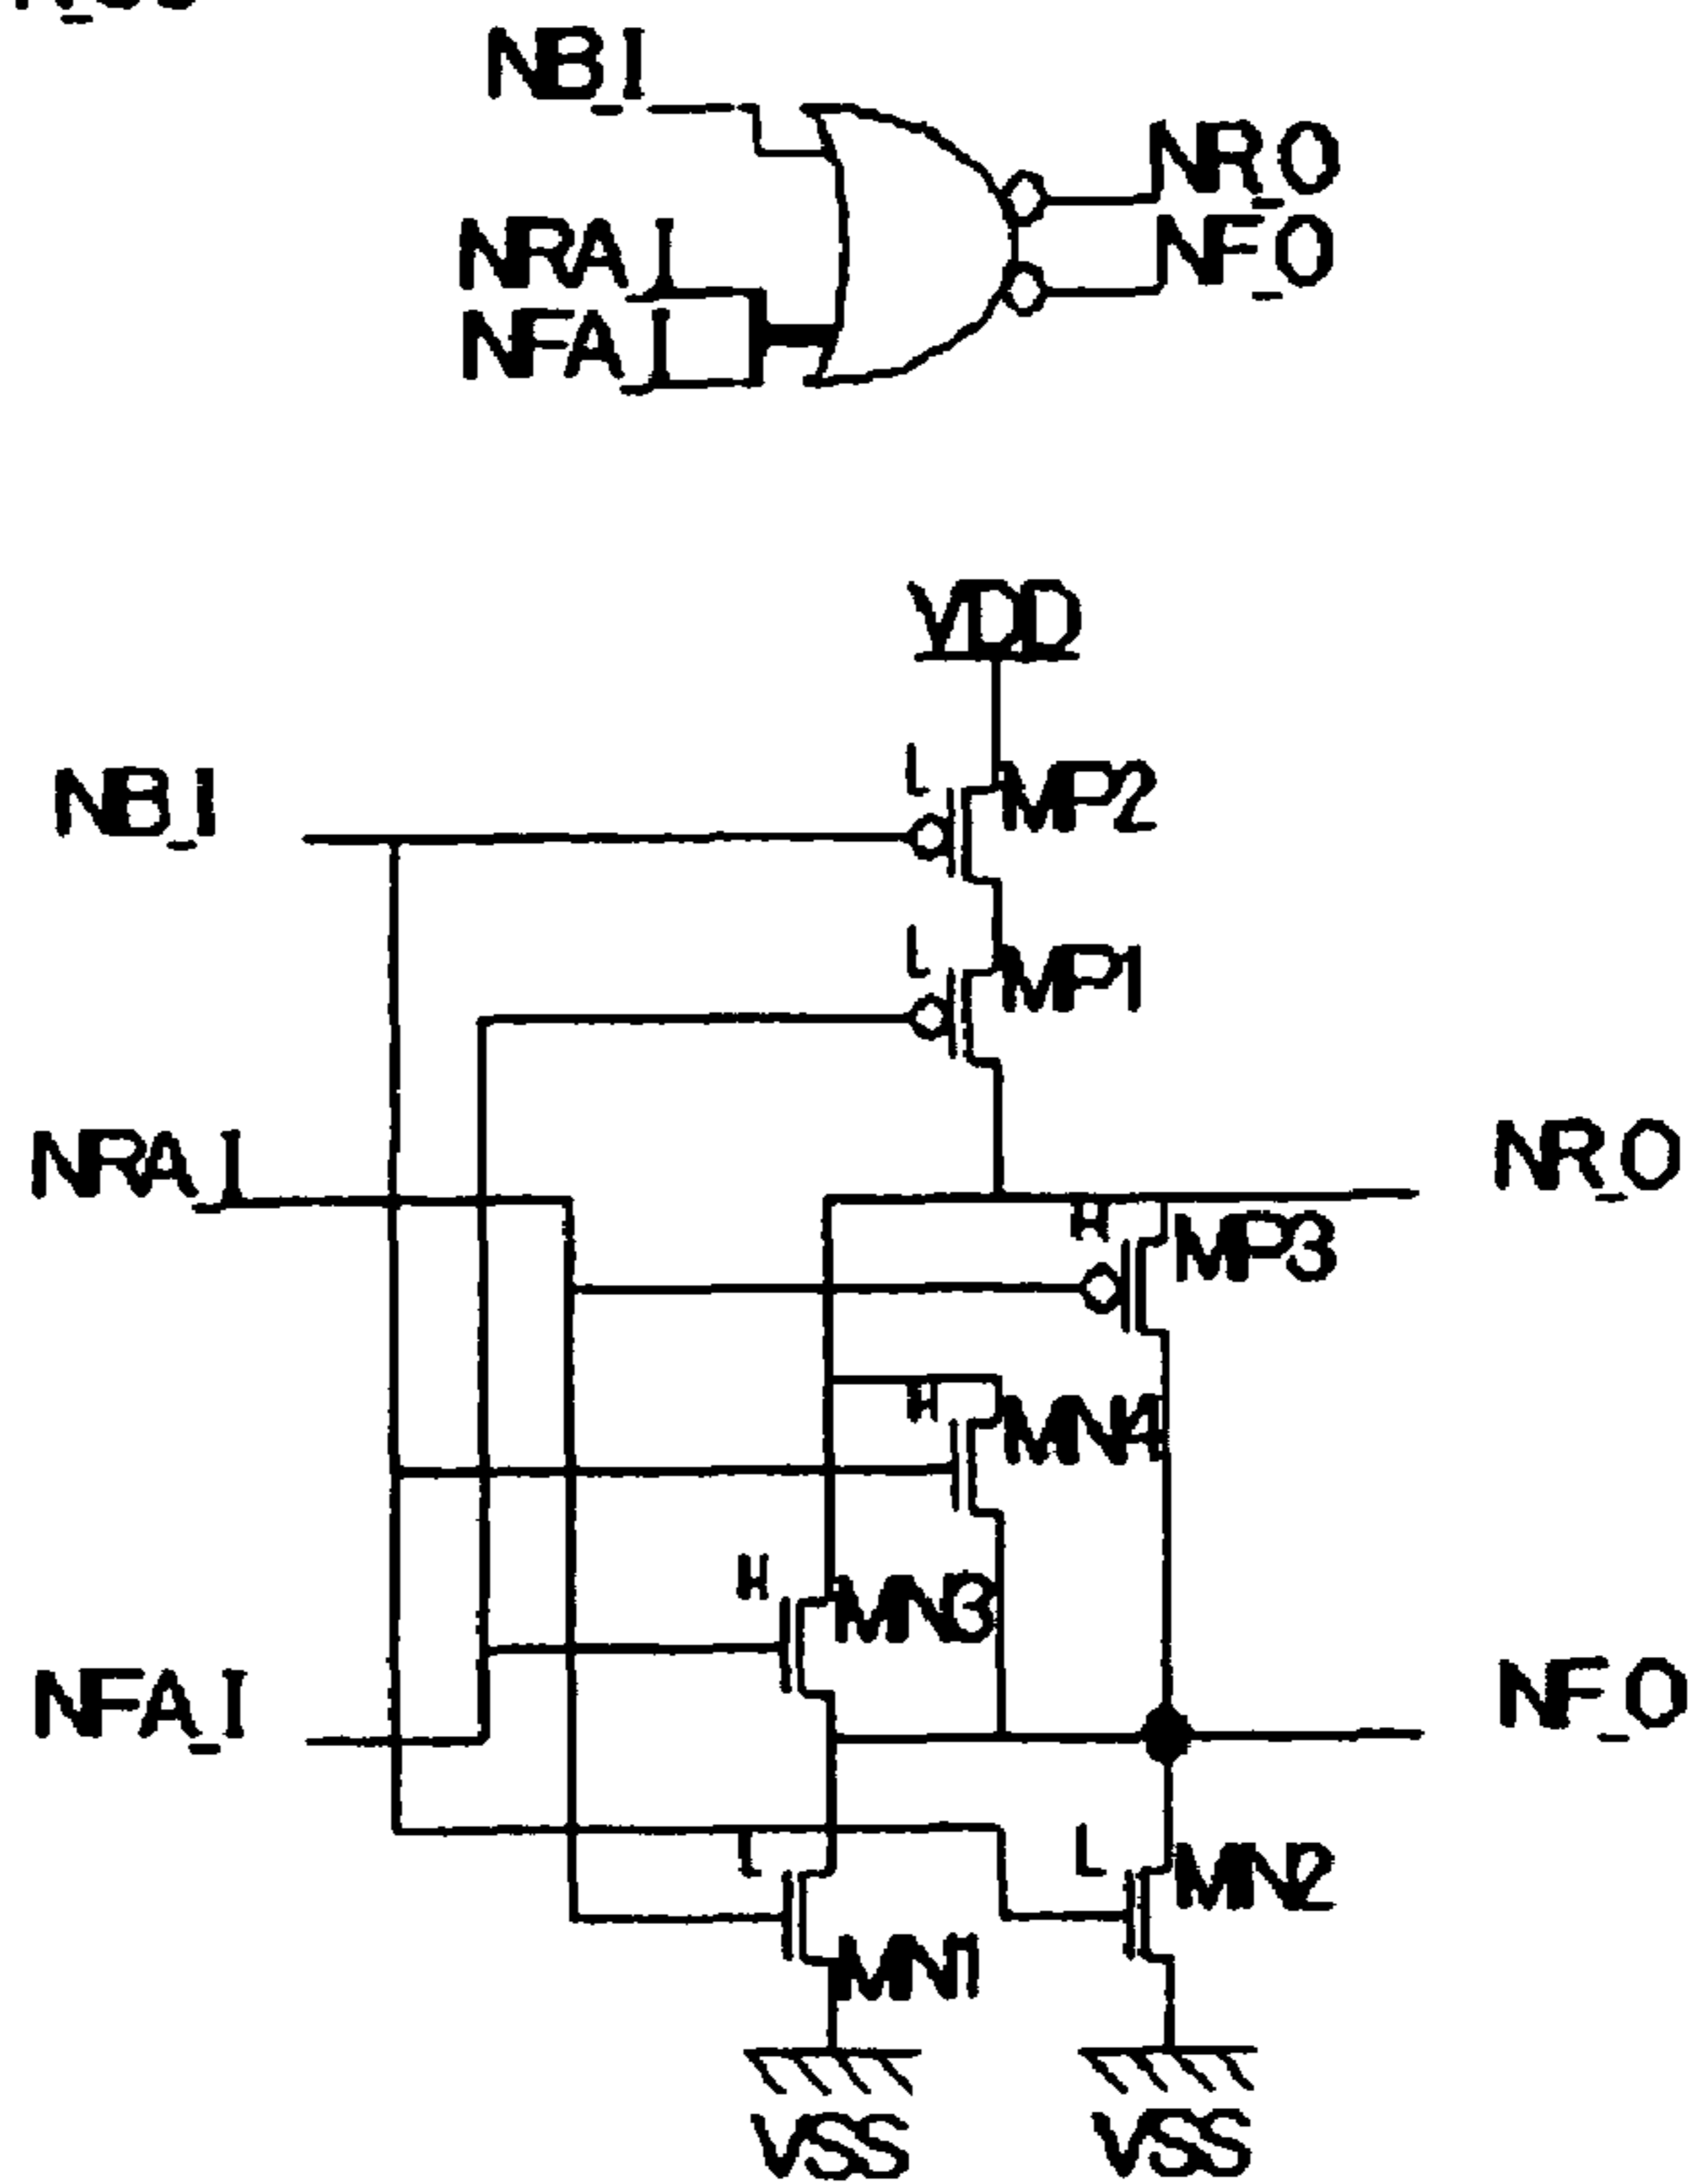 NB_I
NR_O
NRA_I
NF_O
NFA_I
VDD
L
MP2
NB_I
L
MP1
NRA_I
NR_O
H
MP3
H
MN4
H
MN3
NFA_I
NF_O
L
L
MN2
MN1
VSS
VSS